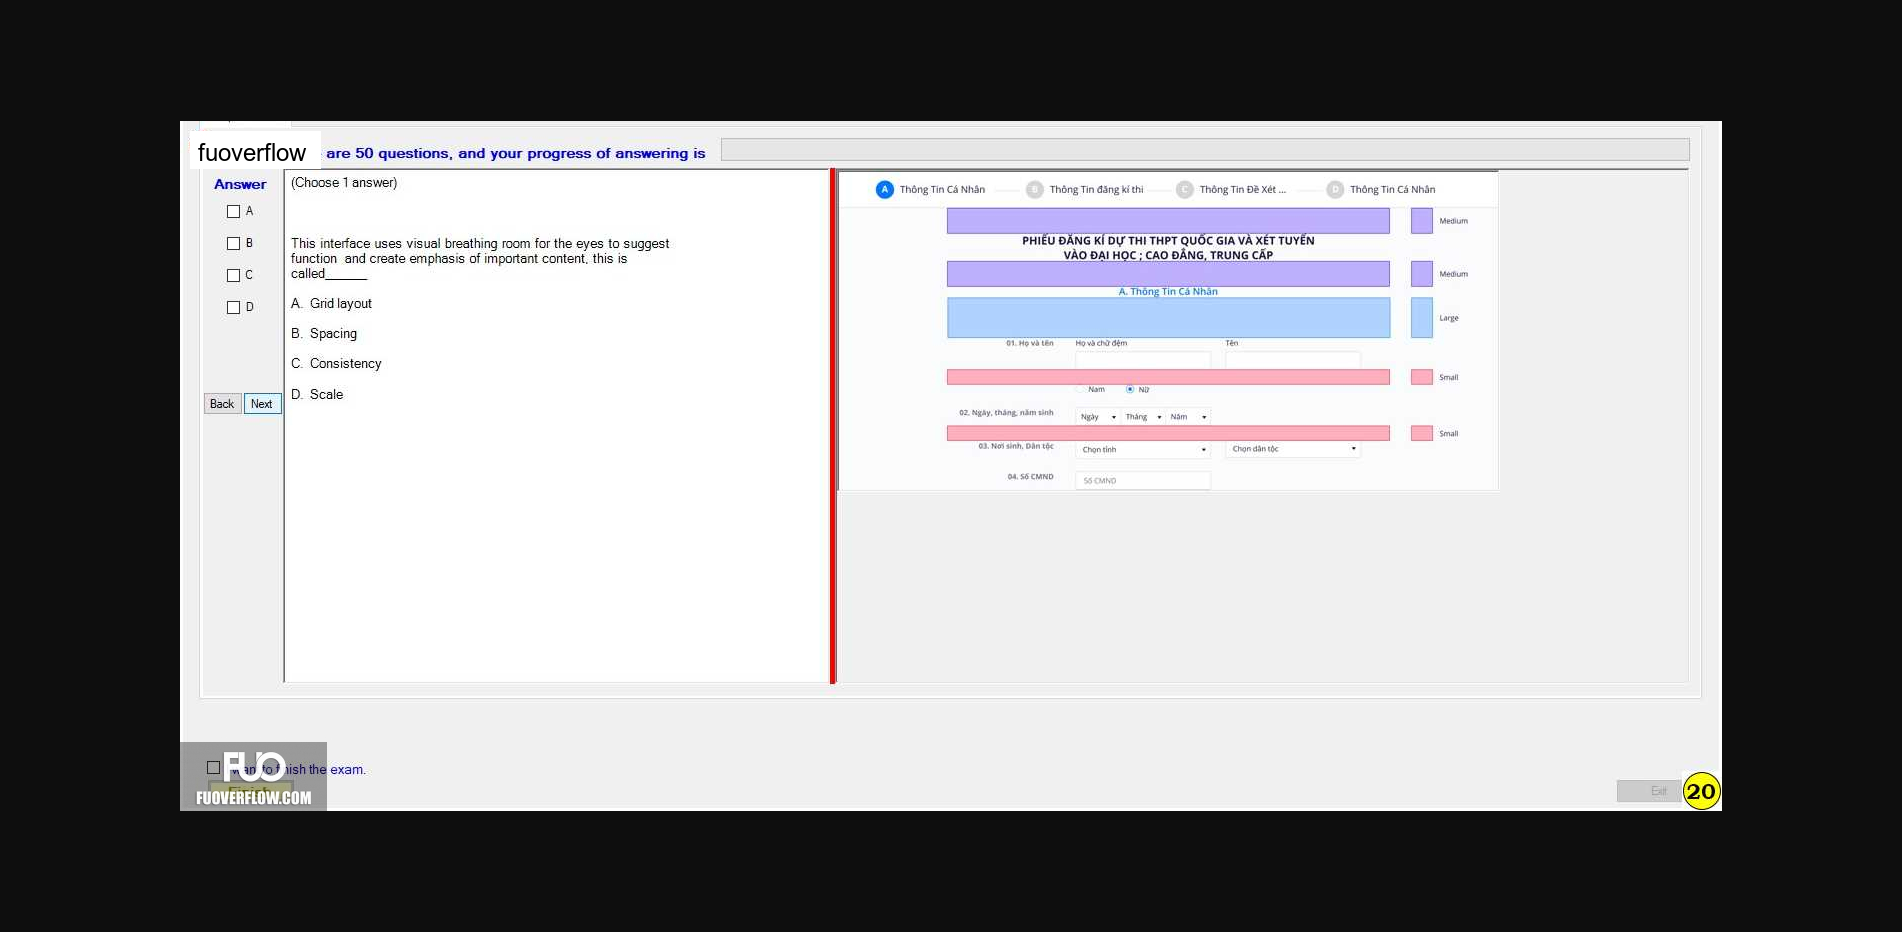 fuoverflow are 50 questions, and your progress of answering is
Answer
A
B
C
D
Back Next
(Choose 1 answer)
This interface uses visual breathing room for the eyes to suggest
function and create emphasis of important content, this is
called______
A. Grid layout
B. Spacing
C. Consistency
D. Scale
A Thông Tin Cá Nhân B Thông Tin đăng kí thi C Thông Tin Đề Xét ... D Thông Tin Cá Nhân
Medium
PHIẾU ĐĂNG KÍ DỰ THI THPT QUỐC GIA VÀ XÉT TUYỂN
VÀO ĐẠI HỌC ; CAO ĐẲNG, TRUNG CẤP
Medium
A. Thông Tin Cá Nhân
Large
01. Họ và tên Họ và chữ đệm Tên
Small
Nam Nữ
02. Ngày, tháng, năm sinh Ngày Tháng Năm
Small
03. Nơi sinh, Dân tộc Chọn tỉnh Chọn dân tộc
04. Số CMND Số CMND
FUO
to finish the exam.
Finish
FUOVERFLOW.COM
Exit 20